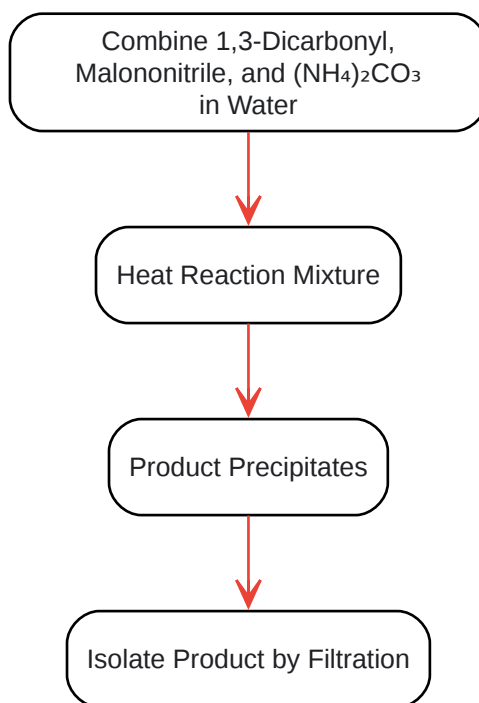 Combine 1,3-Dicarbonyl,
Malononitrile, and (NH₄)₂CO₃
in Water
Heat Reaction Mixture
Product Precipitates
Isolate Product by Filtration